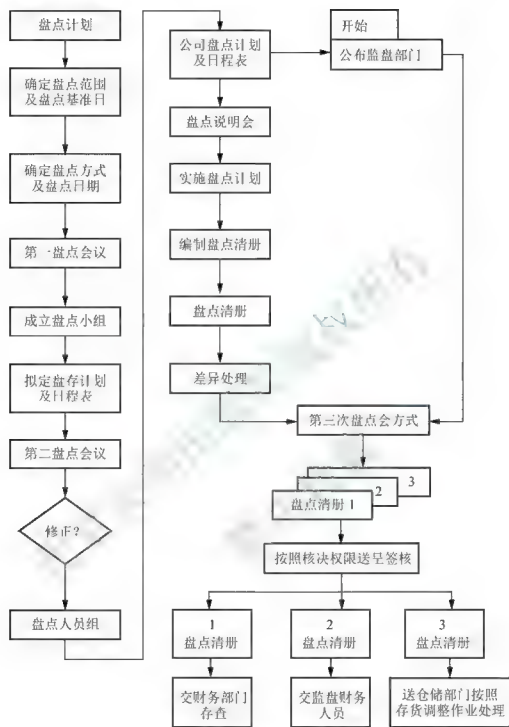 盘点计划
确定盘点范围
及盘点基准日
确定盘点方式
及盘点日期
第一盘点会议
成立盘点小组
拟定盘存计划
及日程表
第二盘点会议
修正?
盘点人员组
公司盘点计划
及日程表
盘点说明会
实施盘点计划
编制盘点清册
盘点清册
差异处理
开始
公布监盘部门
第三次盘点会方式
3
2
盘点清册 1
按照核决权限送呈签核
1
盘点清册
2
盘点清册
3
盘点清册
交财务部门
存查
交监盘财务
人员
送仓储部门按照
存货调整作业处理